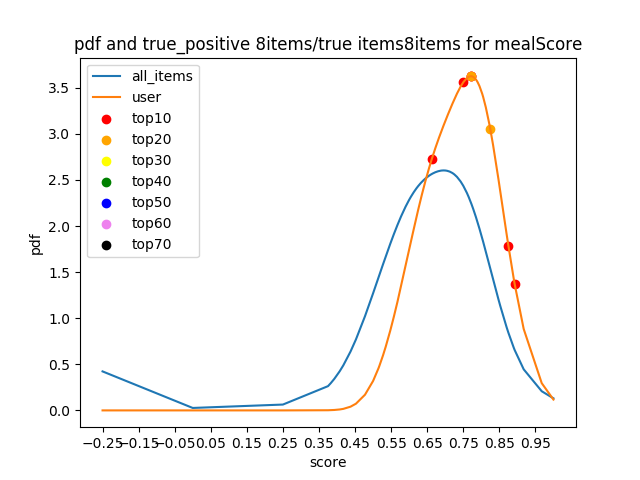 pdf and true_positive 8items/true items8items for mealScore
all_items
user
top10
top20
top30
top40
top50
top60
top70
pdf
3.5
3.0
2.5
2.0
1.5
1.0
0.5
0.0
−0.25 −0.15 −0.05 0.05 0.15 0.25 0.35 0.45 0.55 0.65 0.75 0.85 0.95
score